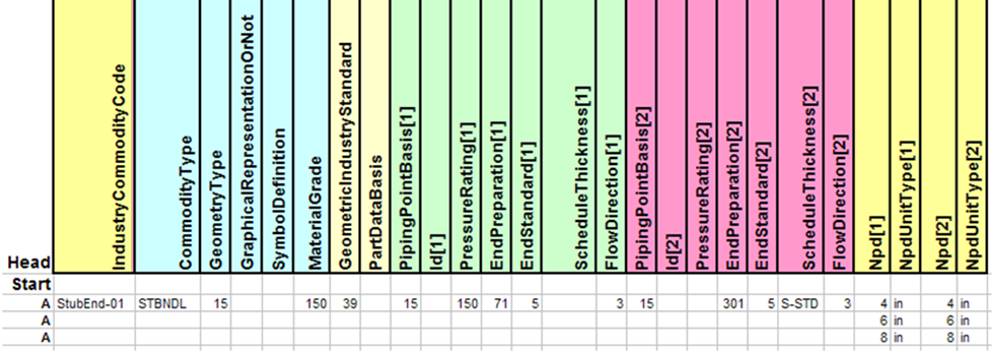 Head IndustryCommodityCode CommodityType GeometryType GraphicalRepresentationOrNot SymbolDefinition MaterialGrade GeometricIndustryStandard PartDataBasis PipingPointBasis[1] Id[1] PressureRating[1] EndPreparation[1] EndStandard[1] ScheduleThickness[1] FlowDirection[1] PipingPointBasis[2] Id[2] PressureRating[2] EndPreparation[2] EndStandard[2] ScheduleThickness[2] FlowDirection[2] Npd[1] NpdUnitType[1] Npd[2] NpdUnitType[2]
Start
A StubEnd-01 STBNDL 15 150 39 15 150 71 5 3 15 301 5 S-STD 3 4 in 4 in
A 6 in 6 in
A 8 in 8 in